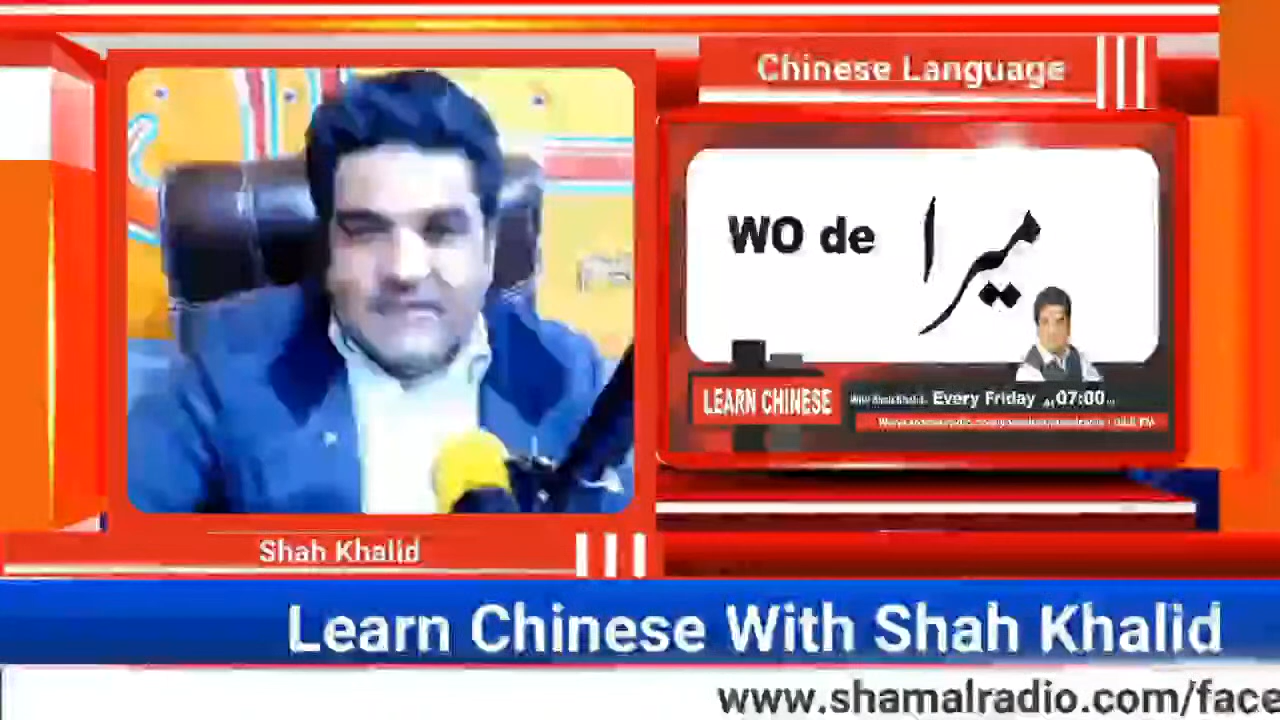 Chinese Language
WO de میرا
LEARN CHINESE
Every Friday at 07:00
Shah Khalid
Learn Chinese With Shah Khalid
www.shamalradio.com/face